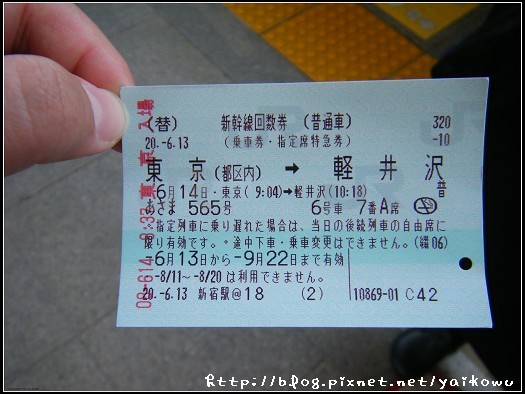 (替) 新幹線回数券 (普通車) 320
20.-6.13 (乗車券・指定席特急券) -10
東京(都区内) → 軽井沢
6月14日・東京( 9:04)→軽井沢(10:18) 普
あさま 565号 6号車 7番A席
指定列車に乗り遅れた場合は、当日の後続列車の自由席に
限り有効です。・途中下車・乗車変更はできません。(繙06)
-6月13日から-9月22日まで有効
-8/11~-8/20は利用できません。
20.-6.13 新宿駅@18 (2) 10869-01 C42
08-614 9:33 東京 入場
Http://blog.pixnet.net/yaikowu